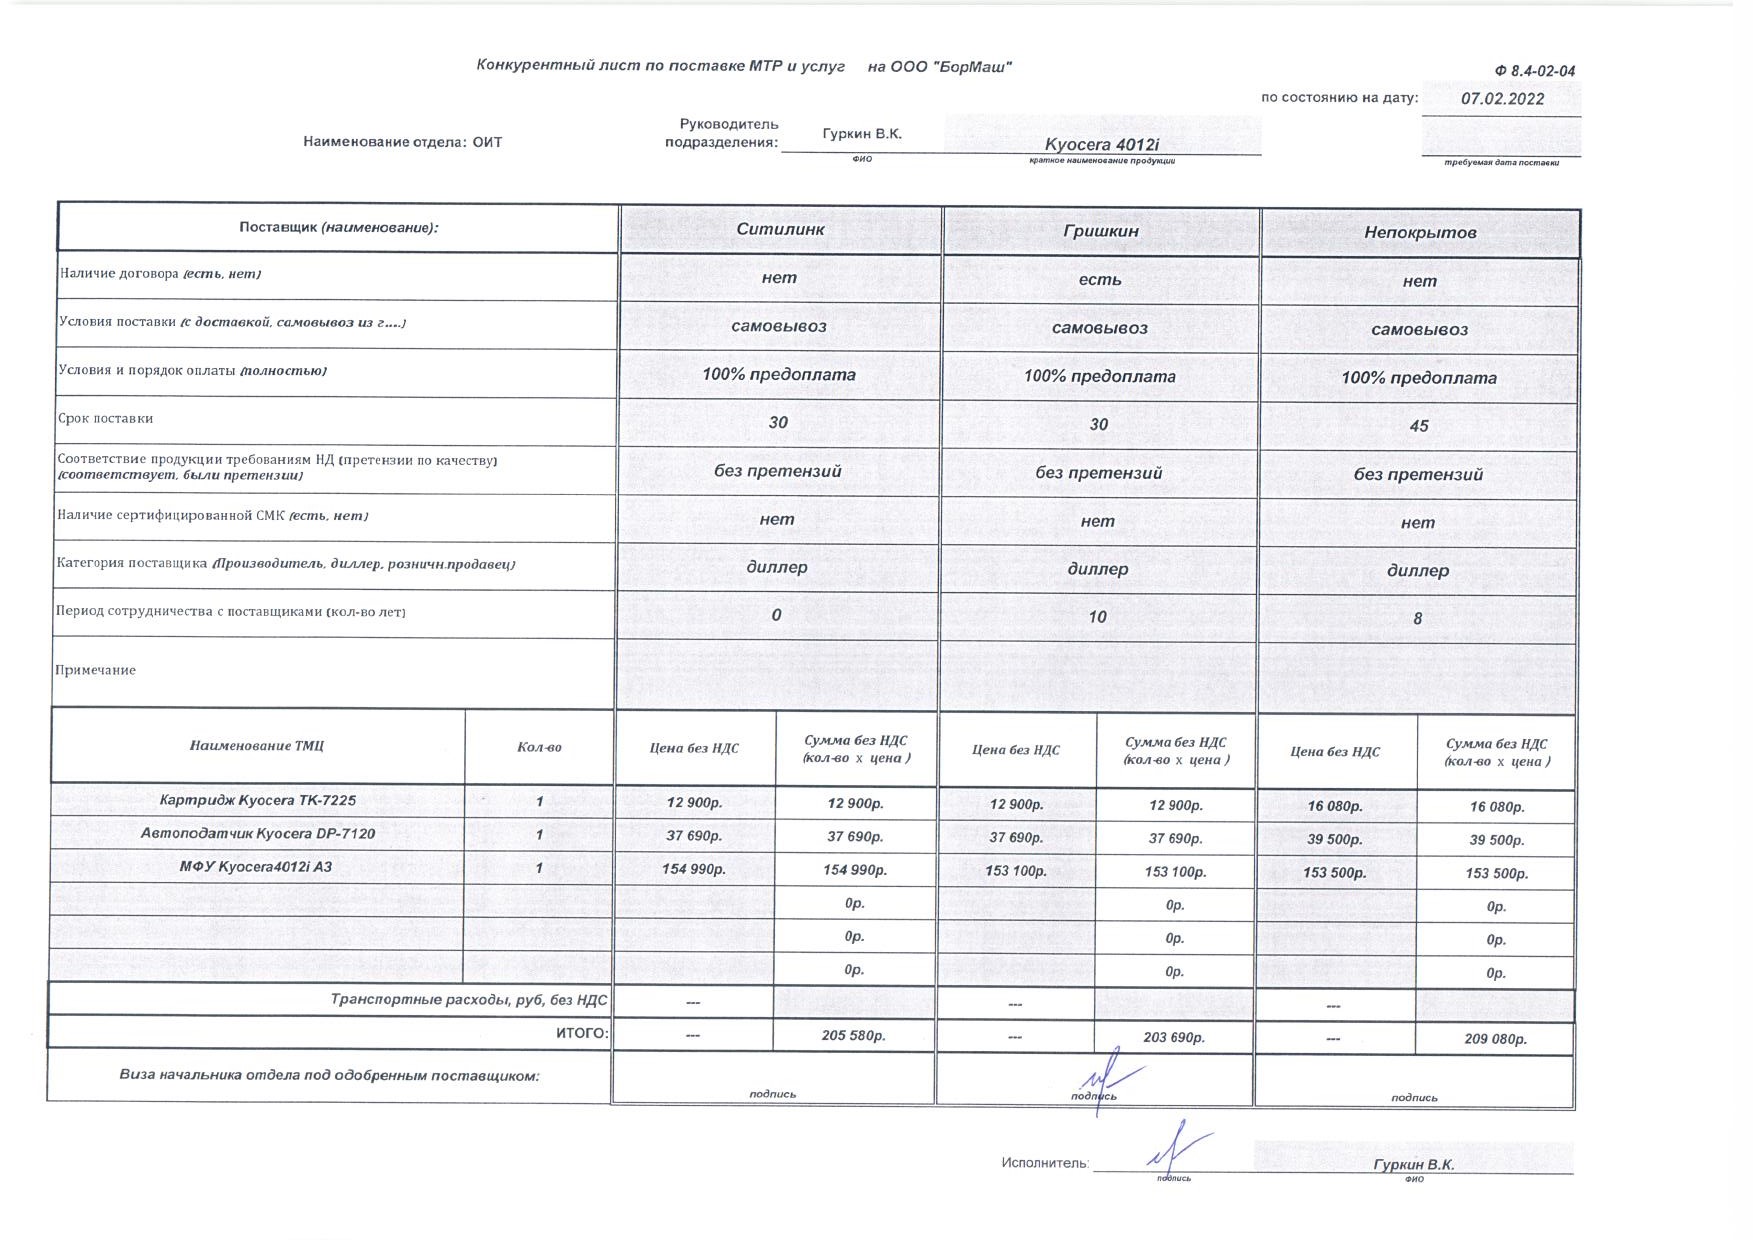 Конкурентный лист по поставке МТР и услуг на ООО "БорМаш"
Ф 8.4-02-04
по состоянию на дату: 07.02.2022
Наименование отдела: ОИТ
Руководитель
подразделения:
Гуркин В.К.
ФИО
Kyocera 4012i
краткое наименование продукции
требуемая дата поставки
Поставщик (наименование): Ситилинк Гришкин Непокрытов
Наличие договора (есть, нет) нет есть нет
Условия поставки (с доставкой, самовывоз из г....) самовывоз самовывоз самовывоз
Условия и порядок оплаты (полностью) 100% предоплата 100% предоплата 100% предоплата
Срок поставки 30 30 45
Соответствие продукции требованиям НД (претензии по качеству)
(соответствует, были претензии) без претензий без претензий без претензий
Наличие сертифицированной СМК (есть, нет) нет нет нет
Категория поставщика (Производитель, диллер, розничн.продавец) диллер диллер диллер
Период сотрудничества с поставщиками (кол-во лет) 0 10 8
Примечание
Наименование ТМЦ Кол-во Цена без НДС Сумма без НДС (кол-во х цена ) Цена без НДС Сумма без НДС (кол-во х цена ) Цена без НДС Сумма без НДС (кол-во х цена )
Картридж Kyocera TK-7225 1 12 900р. 12 900р. 12 900р. 12 900р. 16 080р. 16 080р.
Автоподатчик Kyocera DP-7120 1 37 690р. 37 690р. 37 690р. 37 690р. 39 500р. 39 500р.
МФУ Kyocera4012i A3 1 154 990р. 154 990р. 153 100р. 153 100р. 153 500р. 153 500р.
0р. 0р. 0р.
0р. 0р. 0р.
0р. 0р. 0р.
Транспортные расходы, руб, без НДС --- --- ---
ИТОГО: --- 205 580р. --- 203 690р. --- 209 080р.
Виза начальника отдела под одобренным поставщиком:
подпись подпись подпись
Исполнитель: Гуркин В.К.
подпись ФИО